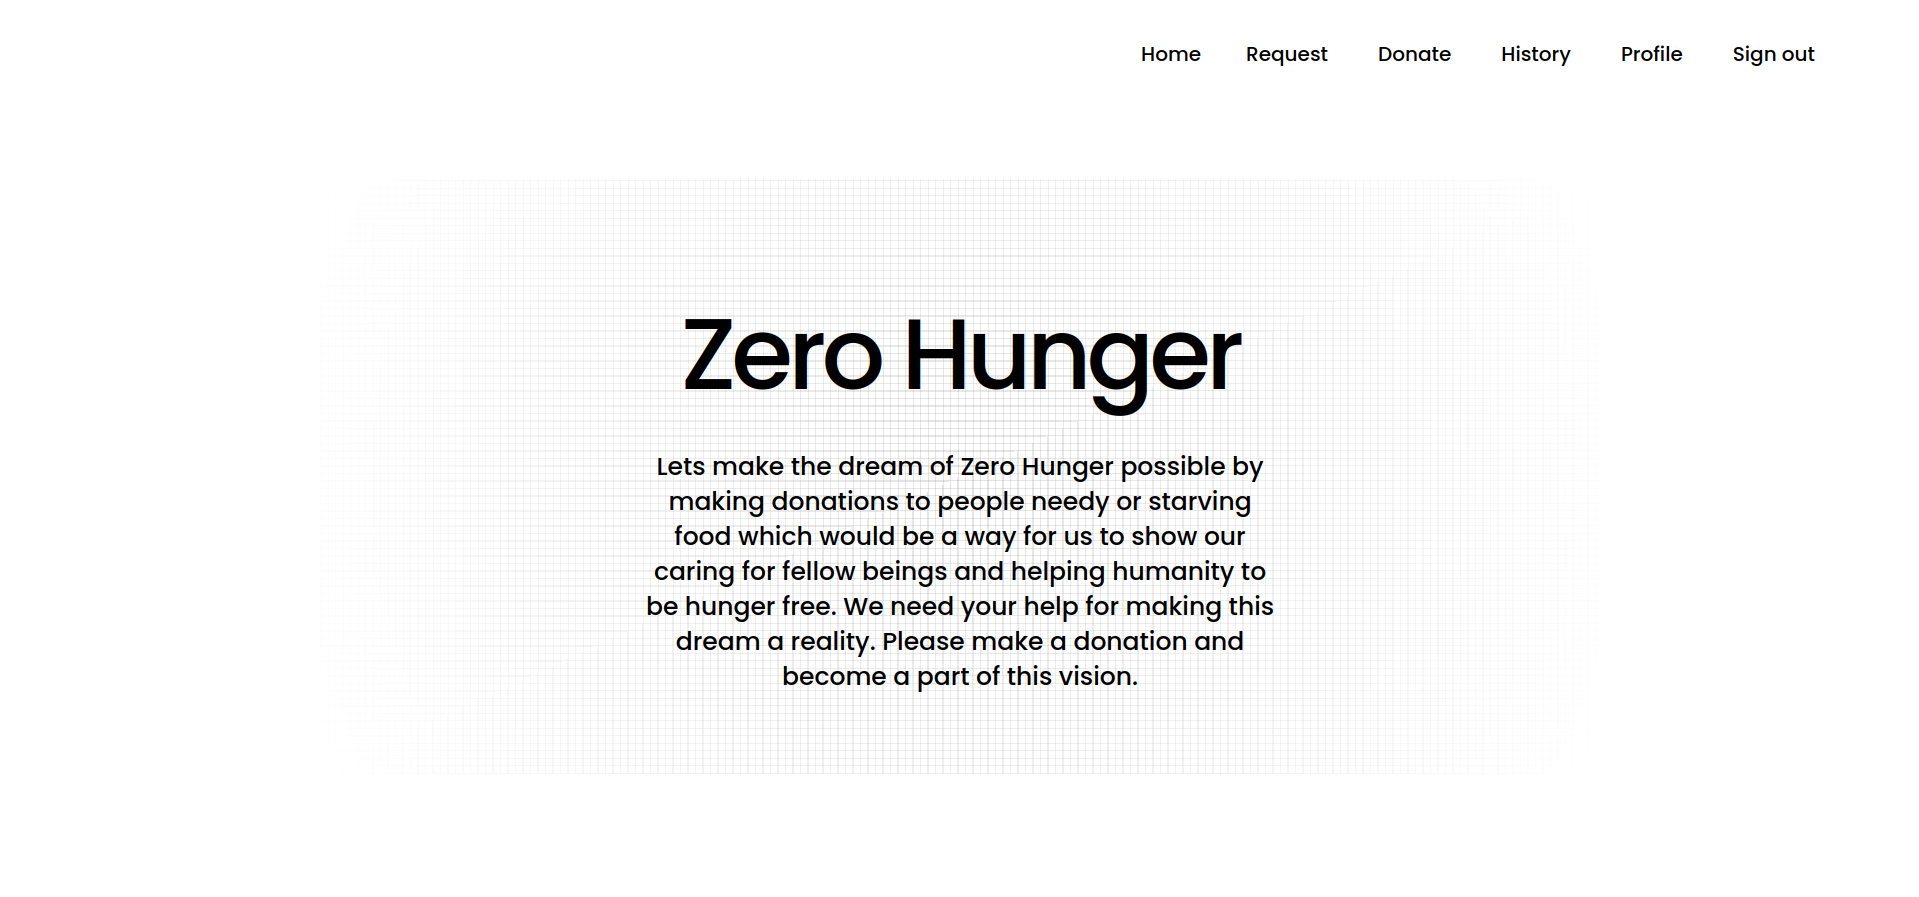 Home Request Donate History Profile Sign out
Zero Hunger
Lets make the dream of Zero Hunger possible by
making donations to people needy or starving
food which would be a way for us to show our
caring for fellow beings and helping humanity to
be hunger free. We need your help for making this
dream a reality. Please make a donation and
become a part of this vision.